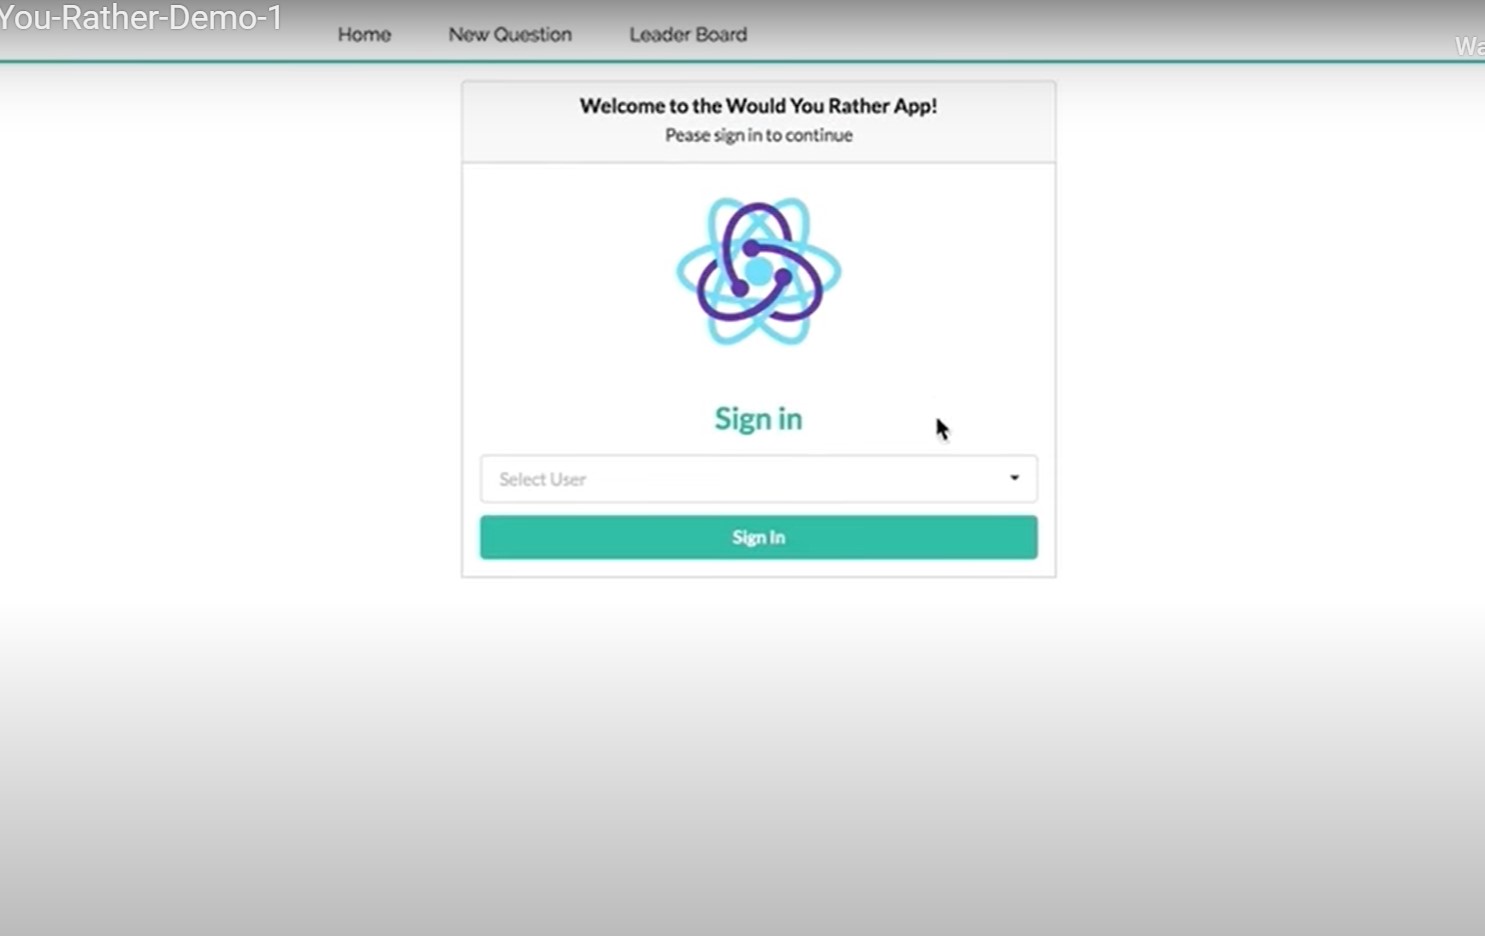 You-Rather-Demo-1
Home New Question Leader Board
Welcome to the Would You Rather App!
Pease sign in to continue
Sign in
Select User
Sign In